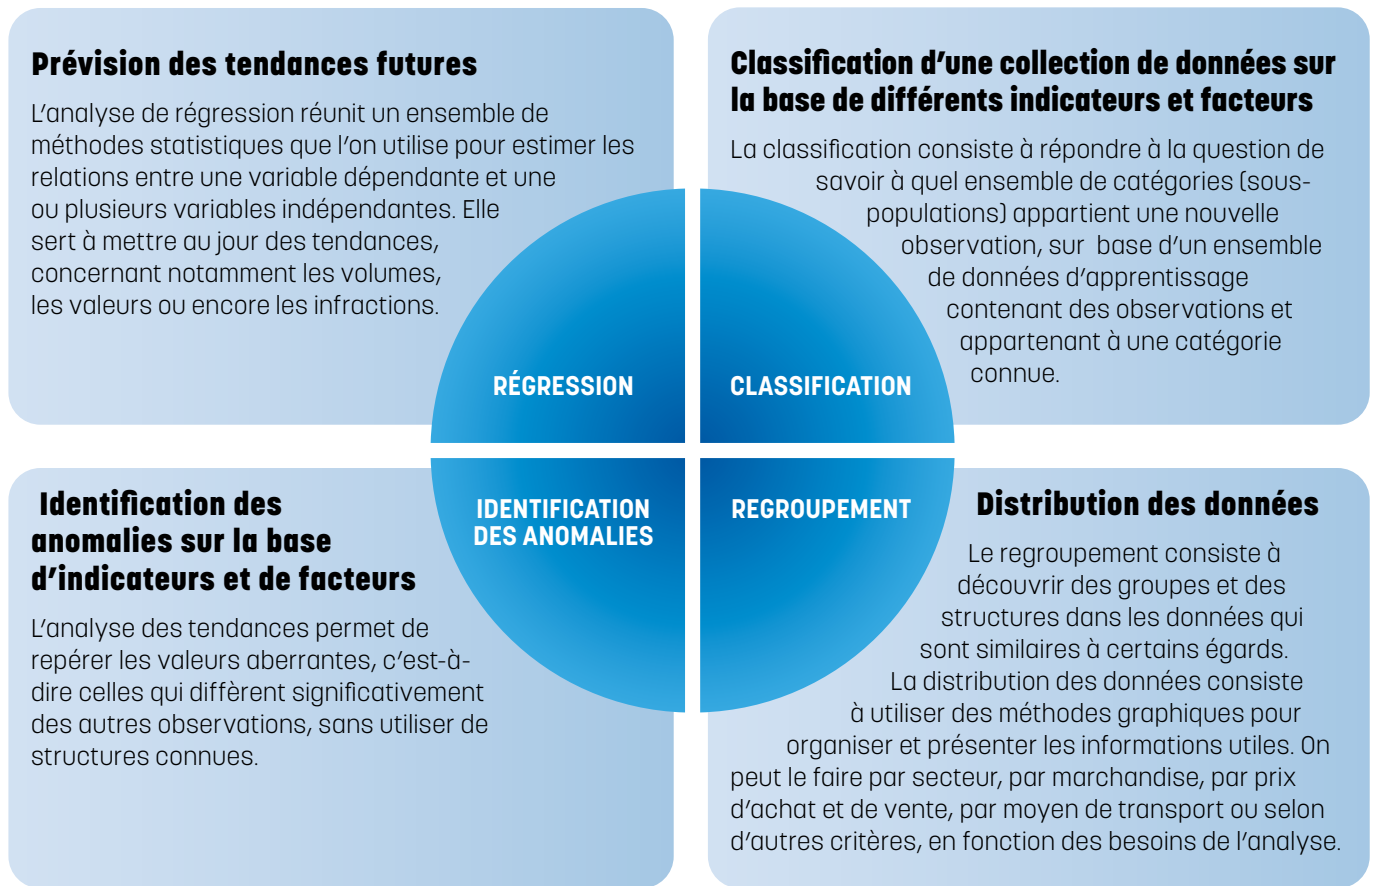 Prévision des tendances futures
L’analyse de régression réunit un ensemble de
méthodes statistiques que l’on utilise pour estimer les
relations entre une variable dépendante et une
ou plusieurs variables indépendantes. Elle
sert à mettre au jour des tendances,
concernant notamment les volumes,
les valeurs ou encore les infractions.
RÉGRESSION
Classification d’une collection de données sur
la base de différents indicateurs et facteurs
La classification consiste à répondre à la question de
savoir à quel ensemble de catégories (sous-
populations) appartient une nouvelle
observation, sur base d’un ensemble
de données d’apprentissage
contenant des observations et
appartenant à une catégorie
connue.
CLASSIFICATION
Identification des
anomalies sur la base
d’indicateurs et de facteurs
L’analyse des tendances permet de
repérer les valeurs aberrantes, c’est-à-
dire celles qui diffèrent significativement
des autres observations, sans utiliser de
structures connues.
IDENTIFICATION
DES ANOMALIES
REGROUPEMENT
Distribution des données
Le regroupement consiste à
découvrir des groupes et des
structures dans les données qui
sont similaires à certains égards.
La distribution des données consiste
à utiliser des méthodes graphiques pour
organiser et présenter les informations utiles. On
peut le faire par secteur, par marchandise, par prix
d’achat et de vente, par moyen de transport ou selon
d’autres critères, en fonction des besoins de l’analyse.